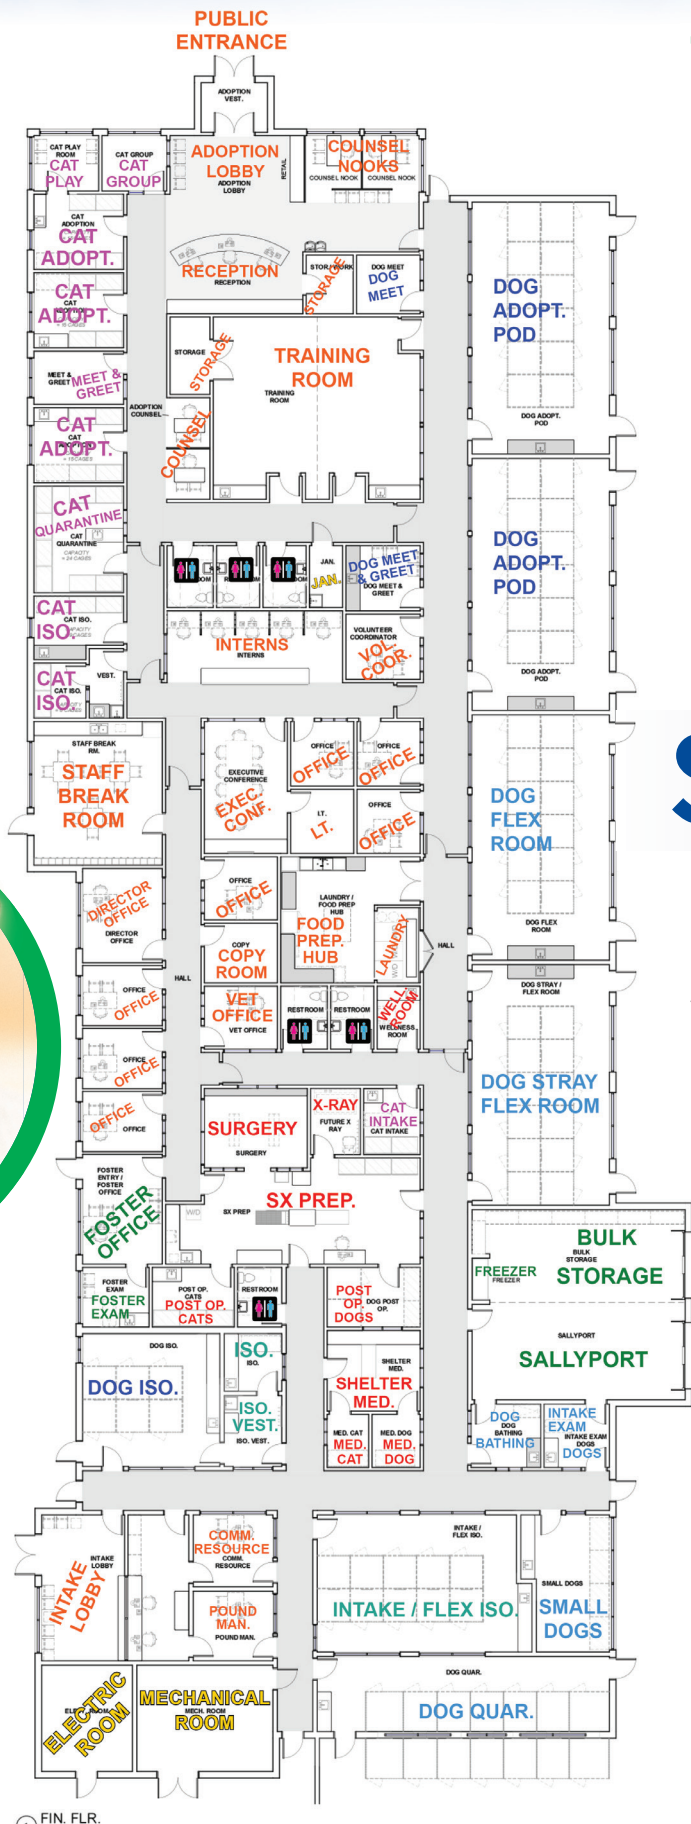 PUBLIC
ENTRANCE
ADOPTION
VEST.
CAT PLAY
ROOM
CAT
PLAY
CAT GROUP
CAT
GROUP
ADOPTION
LOBBY
ADOPTION
LOBBY
RETAIL
COUNSEL
NOOKS
COUNSEL NOOK
COUNSEL NOOK
CAT
ADOPTION
CAT
ADOPT.
RECEPTION
RECEPTION
STORAGE
DOG MEET
DOG
MEET
DOG
ADOPT.
POD
DOG ADOPT.
POD
CAT
ADOPT.
STORAGE
STORAGE
TRAINING
ROOM
TRAINING
ROOM
MEET &
GREET
MEET &
GREET
ADOPTION
COUNSEL
COUNSEL
CAT
ADOPT.
CAT
QUARANTINE
CAT
QUARANTINE
CAPACITY
= 24 CAGES
DOG
ADOPT.
POD
DOG ADOPT.
POD
JAN.
JAN.
DOG MEET
& GREET
DOG MEET &
GREET
CAT
ISO.
CAT ISO.
INTERNS
INTERNS
VOLUNTEER
COORDINATOR
VOL.
COOR.
CAT
ISO.
CAT ISO.
VEST.
STAFF BREAK
RM.
STAFF
BREAK
ROOM
EXECUTIVE
CONFERENCE
EXEC.
CONF.
OFFICE
OFFICE
OFFICE
OFFICE
I.T.
I.T.
OFFICE
OFFICE
DOG
FLEX
ROOM
DOG FLEX
ROOM
DIRECTOR
OFFICE
DIRECTOR
OFFICE
OFFICE
OFFICE
LAUNDRY /
FOOD PREP
HUB
FOOD
PREP.
HUB
LAUNDRY
W/D
COPY
COPY
ROOM
HALL
HALL
OFFICE
OFFICE
VET
OFFICE
VET OFFICE
RESTROOM
RESTROOM
WELL.
ROOM
WELLNESS
ROOM
DOG STRAY /
FLEX ROOM
DOG STRAY
FLEX ROOM
OFFICE
OFFICE
OFFICE
OFFICE
SURGERY
SURGERY
X-RAY
FUTURE X
RAY
CAT
INTAKE
CAT INTAKE
FOSTER
ENTRY /
FOSTER
OFFICE
FOSTER
OFFICE
W/D
SX PREP
SX PREP.
BULK
BULK
STORAGE
STORAGE
FREEZER
FREEZER
FOSTER
EXAM
FOSTER
EXAM
POST OP.
CATS
POST OP.
CATS
RESTROOM
POST
OP.
DOGS
DOG POST
OP.
SALLYPORT
SALLYPORT
DOG ISO.
DOG ISO.
ISO.
ISO.
ISO.
VEST.
ISO. VEST.
SHELTER
MED.
SHELTER
MED.
MED. CAT
MED.
CAT
MED. DOG
MED.
DOG
DOG
BATHING
DOG
BATHING
INTAKE
EXAM
DOGS
INTAKE EXAM
DOGS
INTAKE
LOBBY
INTAKE
LOBBY
COMM.
RESOURCE
COMM.
RESOURCE
POUND
MAN.
POUND MAN.
INTAKE /
FLEX ISO.
INTAKE / FLEX ISO.
SMALL DOGS
SMALL
DOGS
ELECTRIC
ROOM
MECHANICAL
ROOM
MECH. ROOM
DOG QUAR.
DOG QUAR.
FIN. FLR.